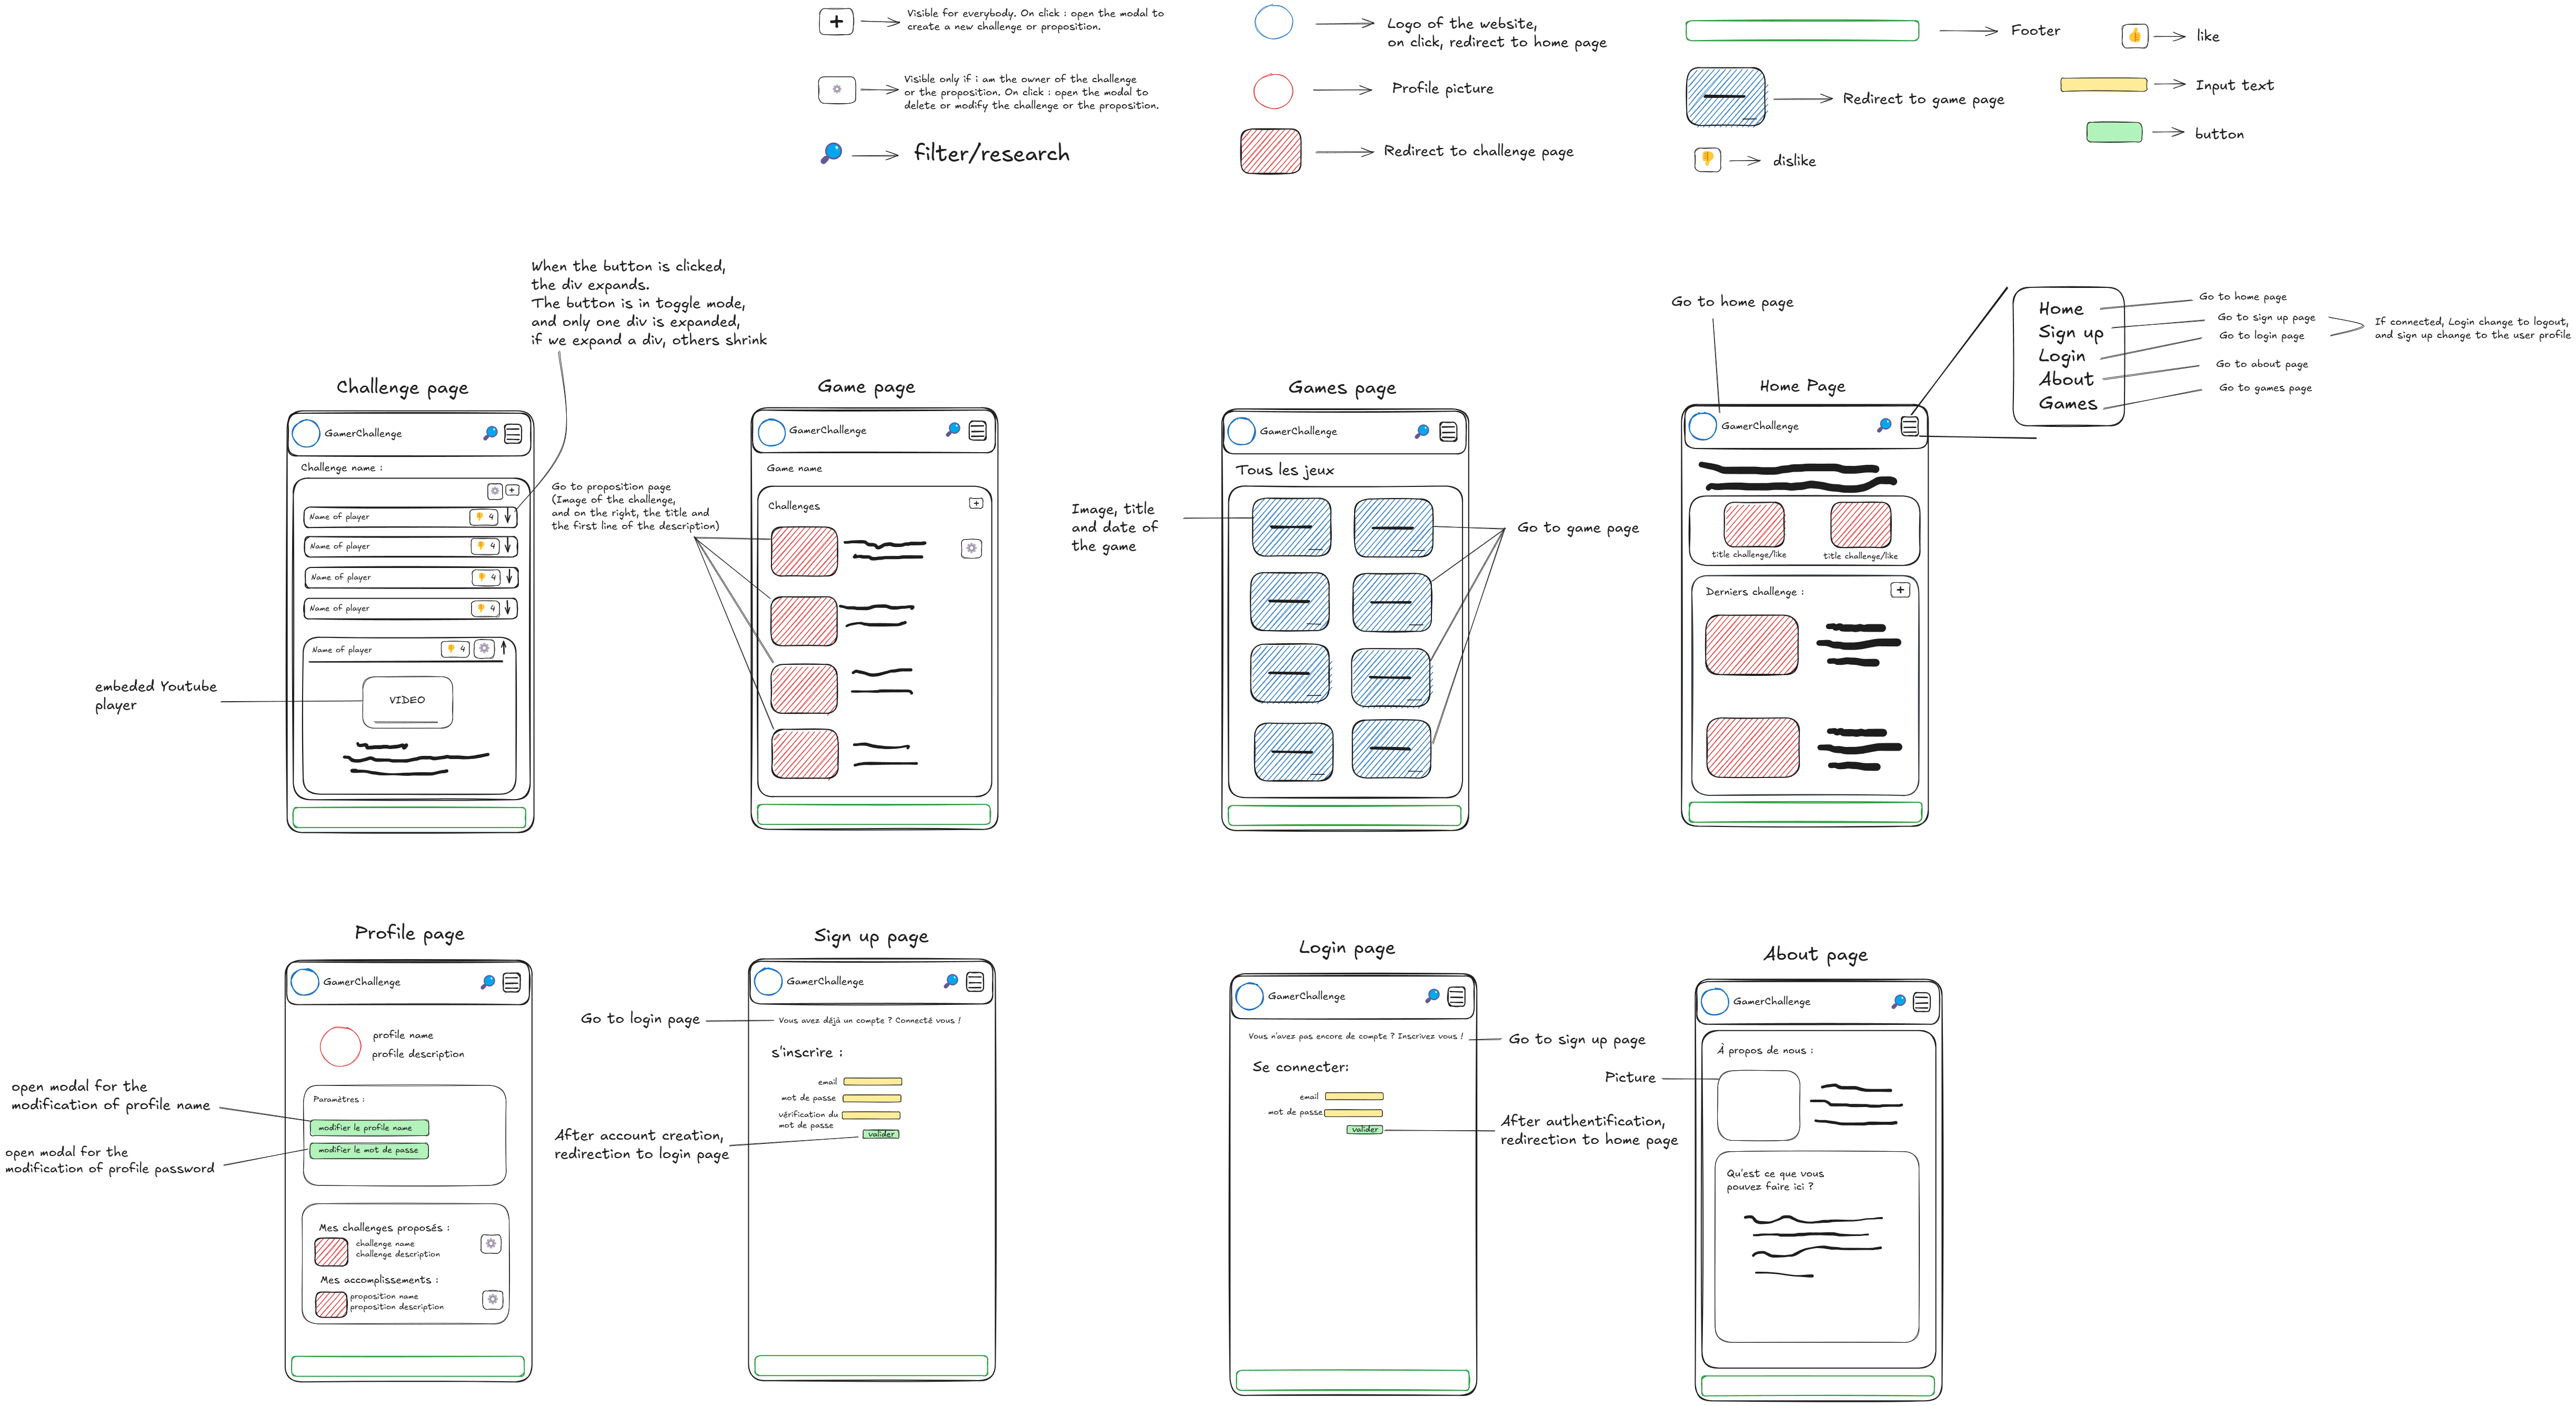 Visible for everybody. On click : open the modal to
create a new challenge or proposition.
Visible only if i am the owner of the challenge
or the proposition. On click : open the modal to
delete or modify the challenge or the proposition.
filter/research
Logo of the website,
on click, redirect to home page
Profile picture
Redirect to challenge page
Footer
Redirect to game page
dislike
like
Input text
button
When the button is clicked,
the div expands.
The button is in toggle mode,
and only one div is expanded,
if we expand a div, others shrink
Challenge page
GamerChallenge
Challenge name :
Name of player
4
Name of player
4
Name of player
4
Name of player
4
Name of player
4
VIDEO
embeded Youtube
player
Game page
GamerChallenge
Game name
Challenges
Go to proposition page
(Image of the challenge,
and on the right, the title and
the first line of the description)
Games page
GamerChallenge
Tous les jeux
Image, title
and date of
the game
Go to game page
Go to home page
Home Page
GamerChallenge
title challenge/like
title challenge/like
Derniers challenge :
Home
Sign up
Login
About
Games
Go to home page
Go to sign up page
Go to login page
Go to about page
Go to games page
If connected, Login change to logout,
and sign up change to the user profile
Profile page
GamerChallenge
profile name
profile description
Paramètres :
modifier le profile name
modifier le mot de passe
open modal for the
modification of profile name
open modal for the
modification of profile password
Mes challenges proposés :
challenge name
challenge description
Mes accomplissements :
proposition name
proposition description
Sign up page
GamerChallenge
Vous avez déjà un compte ? Connecté vous !
Go to login page
s'inscrire :
email
mot de passe
vérification du
mot de passe
valider
After account creation,
redirection to login page
Login page
GamerChallenge
Vous n'avez pas encore de compte ? Inscrivez vous !
Go to sign up page
Se connecter:
email
mot de passe
valider
After authentification,
redirection to home page
About page
GamerChallenge
À propos de nous :
Picture
Qu'est ce que vous
pouvez faire ici ?